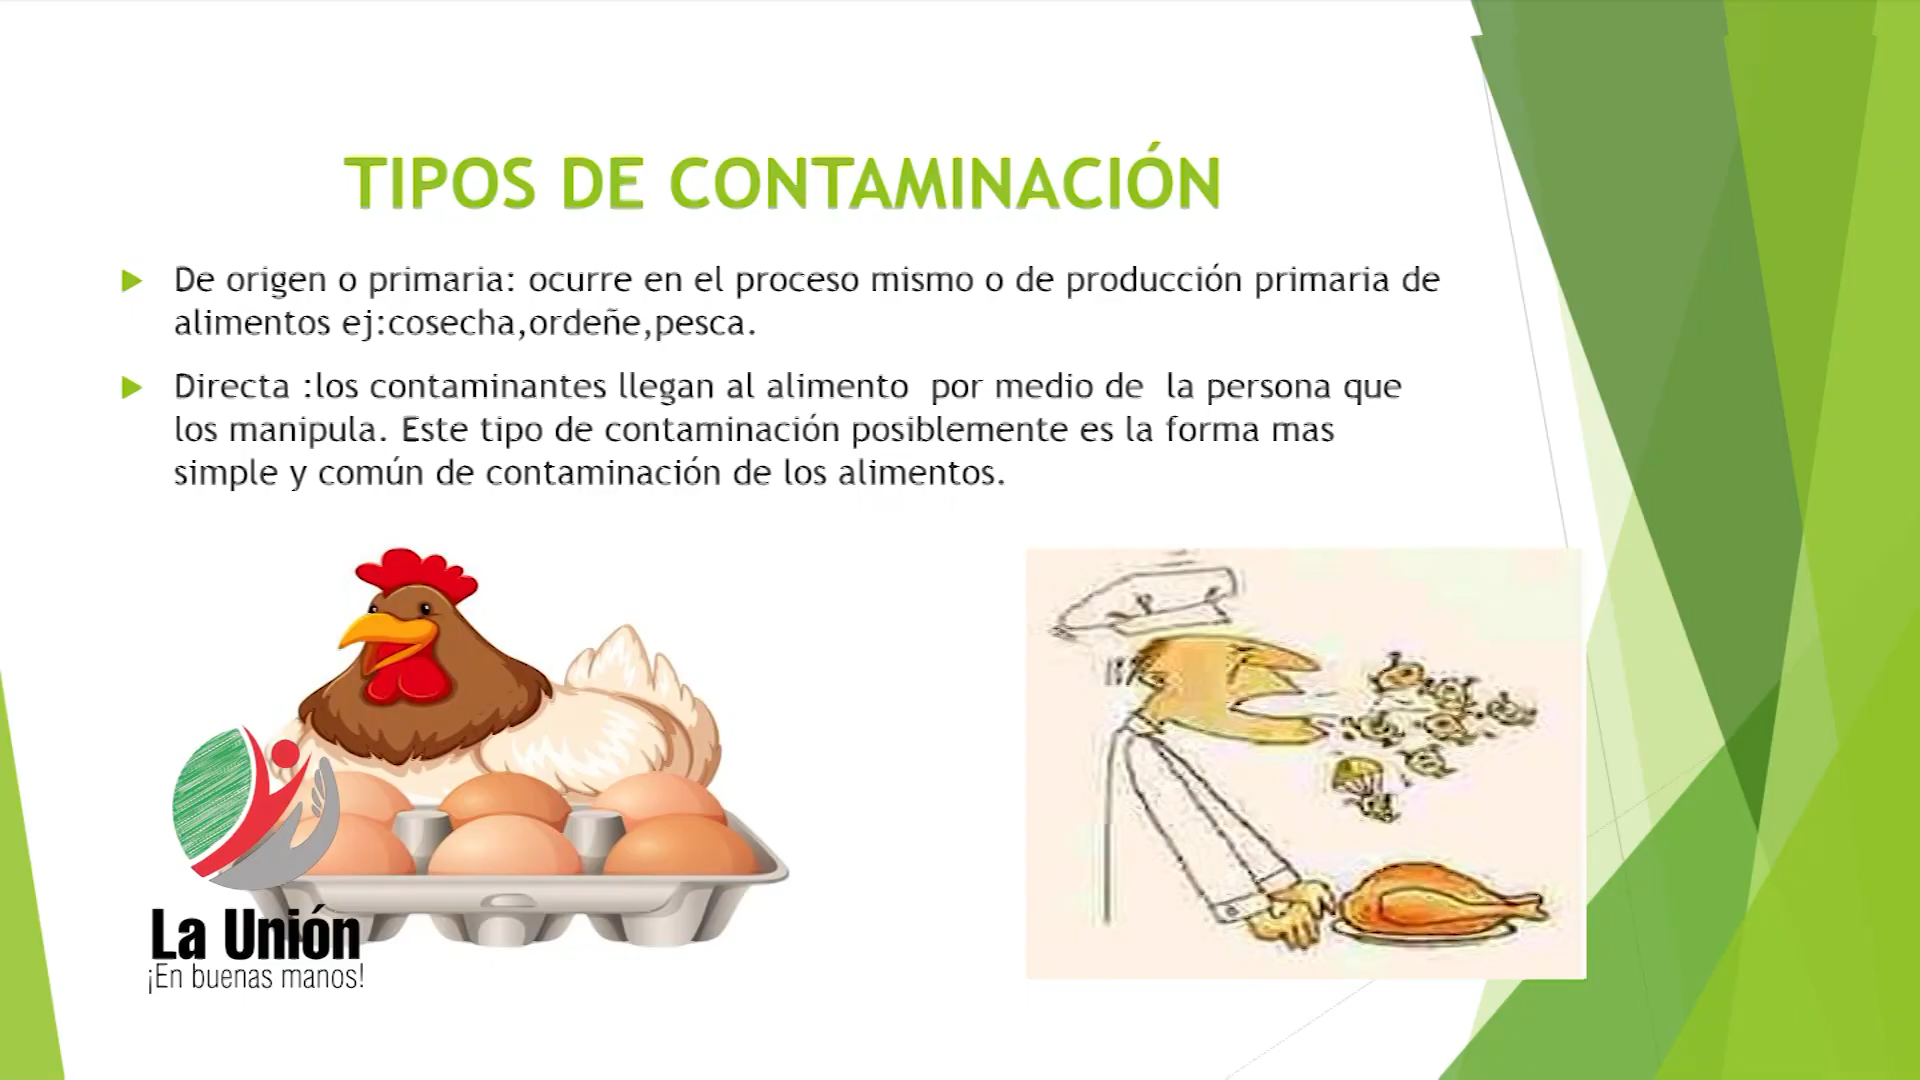 TIPOS DE CONTAMINACIÓN
De origen o primaria: ocurre en el proceso mismo o de producción primaria de
alimentos ej:cosecha,ordeñe,pesca.
Directa :los contaminantes llegan al alimento por medio de la persona que
los manipula. Este tipo de contaminación posiblemente es la forma mas
simple y común de contaminación de los alimentos.
La Unión
¡En buenas manos!